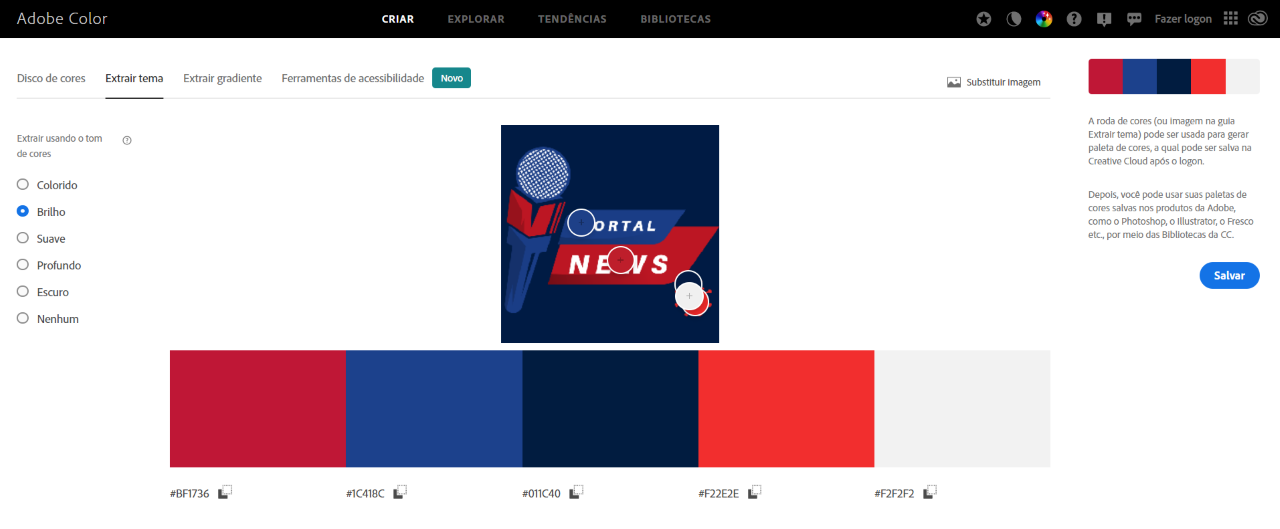 Adobe Color
CRIAR
EXPLORAR
TENDÊNCIAS
BIBLIOTECAS
Fazer logon
Disco de cores
Extrair tema
Extrair gradiente
Ferramentas de acessibilidade
Novo
Substituir imagem
Extrair usando o tom
de cores
Colorido
Brilho
Suave
Profundo
Escuro
Nenhum
ORTAL
NEWS
A roda de cores (ou imagem na guia
Extrair tema) pode ser usada para gerar
paleta de cores, a qual pode ser salva na
Creative Cloud após o logon.
Depois, você pode usar suas paletas de
cores salvas nos produtos da Adobe,
como o Photoshop, o Illustrator, o Fresco
etc., por meio das Bibliotecas da CC.
Salvar
#BF1736
#1C418C
#011C40
#F22E2E
#F2F2F2